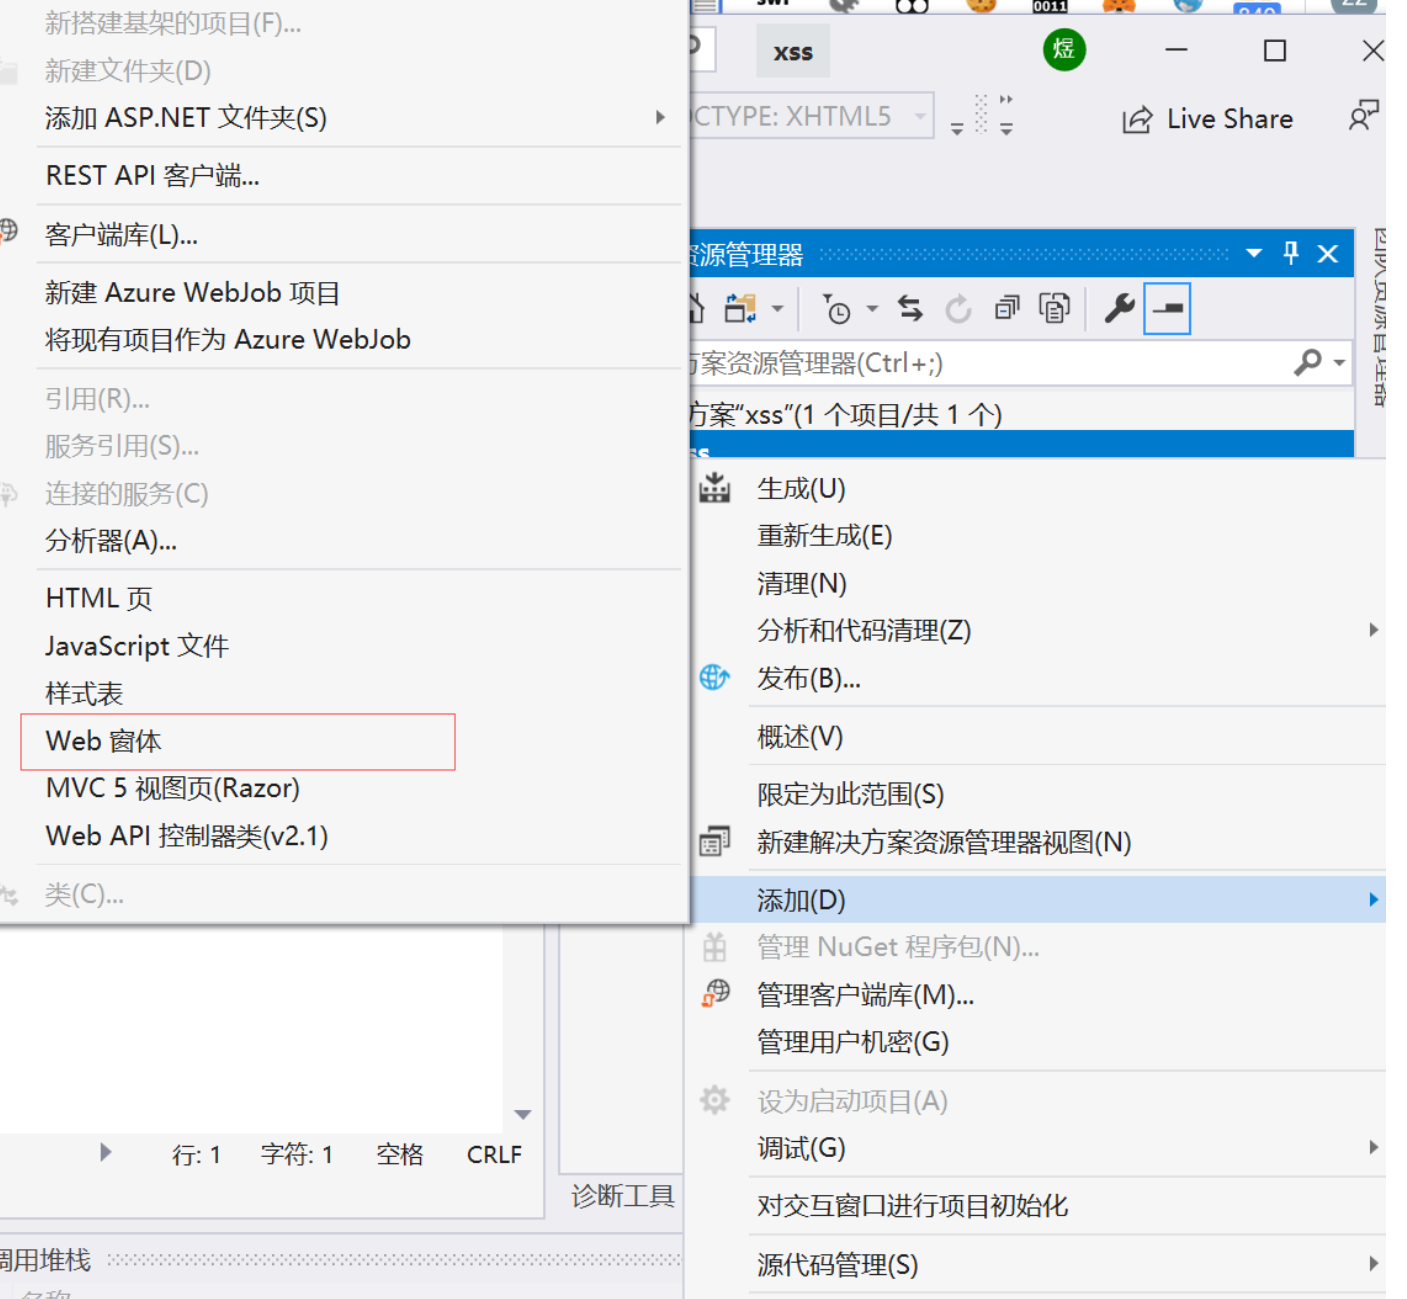 新搭建基架的项目(F)...
新建文件夹(D)
添加 ASP.NET 文件夹(S)
REST API 客户端...
客户端库(L)...
新建 Azure WebJob 项目
将现有项目作为 Azure WebJob
引用(R)...
服务引用(S)...
连接的服务(C)
分析器(A)...
HTML 页
JavaScript 文件
样式表
Web 窗体
MVC 5 视图页(Razor)
Web API 控制器类(v2.1)
类(C)...
行: 1 字符: 1 空格 CRLF
诊断工具
调用堆栈
名称
0011
22
xss
煜
CTYPE: XHTML5
Live Share
资源管理器
方案资源管理器(Ctrl+;)
方案"xss"(1 个项目/共 1 个)
团队资源管理器
生成(U)
重新生成(E)
清理(N)
分析和代码清理(Z)
发布(B)...
概述(V)
限定为此范围(S)
新建解决方案资源管理器视图(N)
添加(D)
管理 NuGet 程序包(N)...
管理客户端库(M)...
管理用户机密(G)
设为启动项目(A)
调试(G)
对交互窗口进行项目初始化
源代码管理(S)